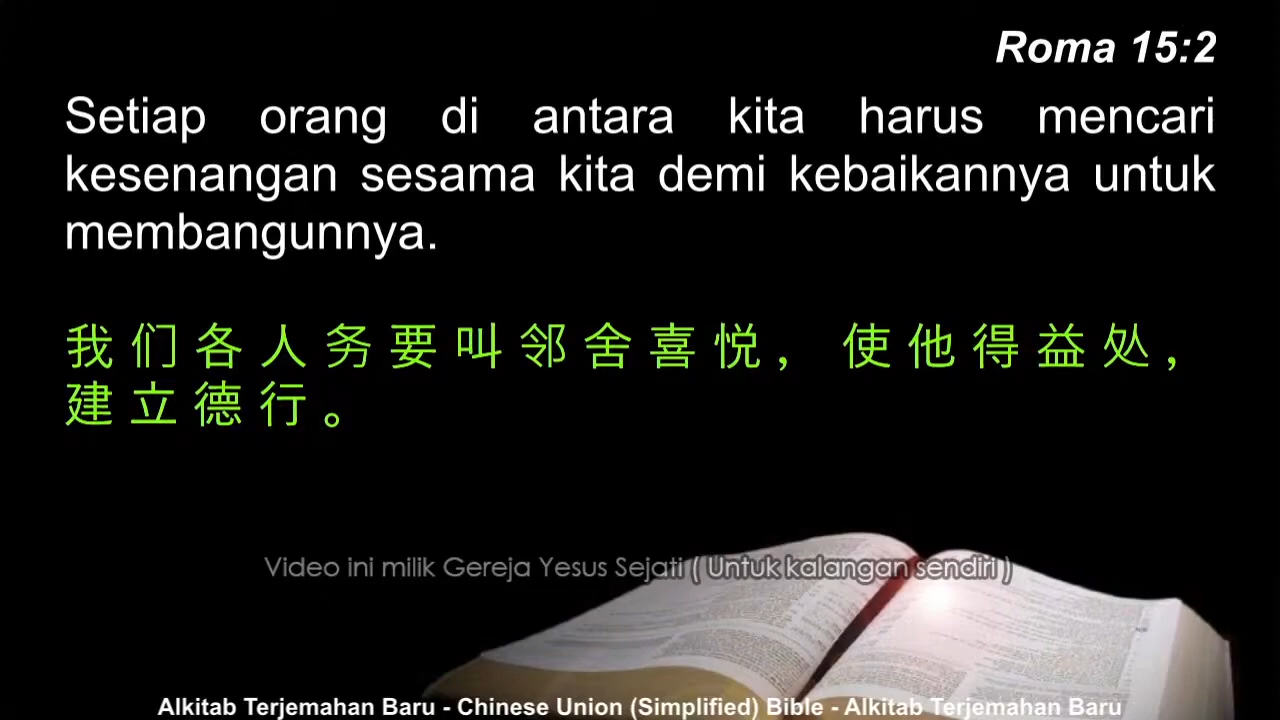 Roma 15:2
Setiap orang di antara kita harus mencari
kesenangan sesama kita demi kebaikannya untuk
membangunnya.
我们各人务要叫邻舍喜悦，使他得益处，
建立德行。
Video ini milik Gereja Yesus Sejati ( Untuk kalangan sendiri )
Alkitab Terjemahan Baru - Chinese Union (Simplified) Bible - Alkitab Terjemahan Baru